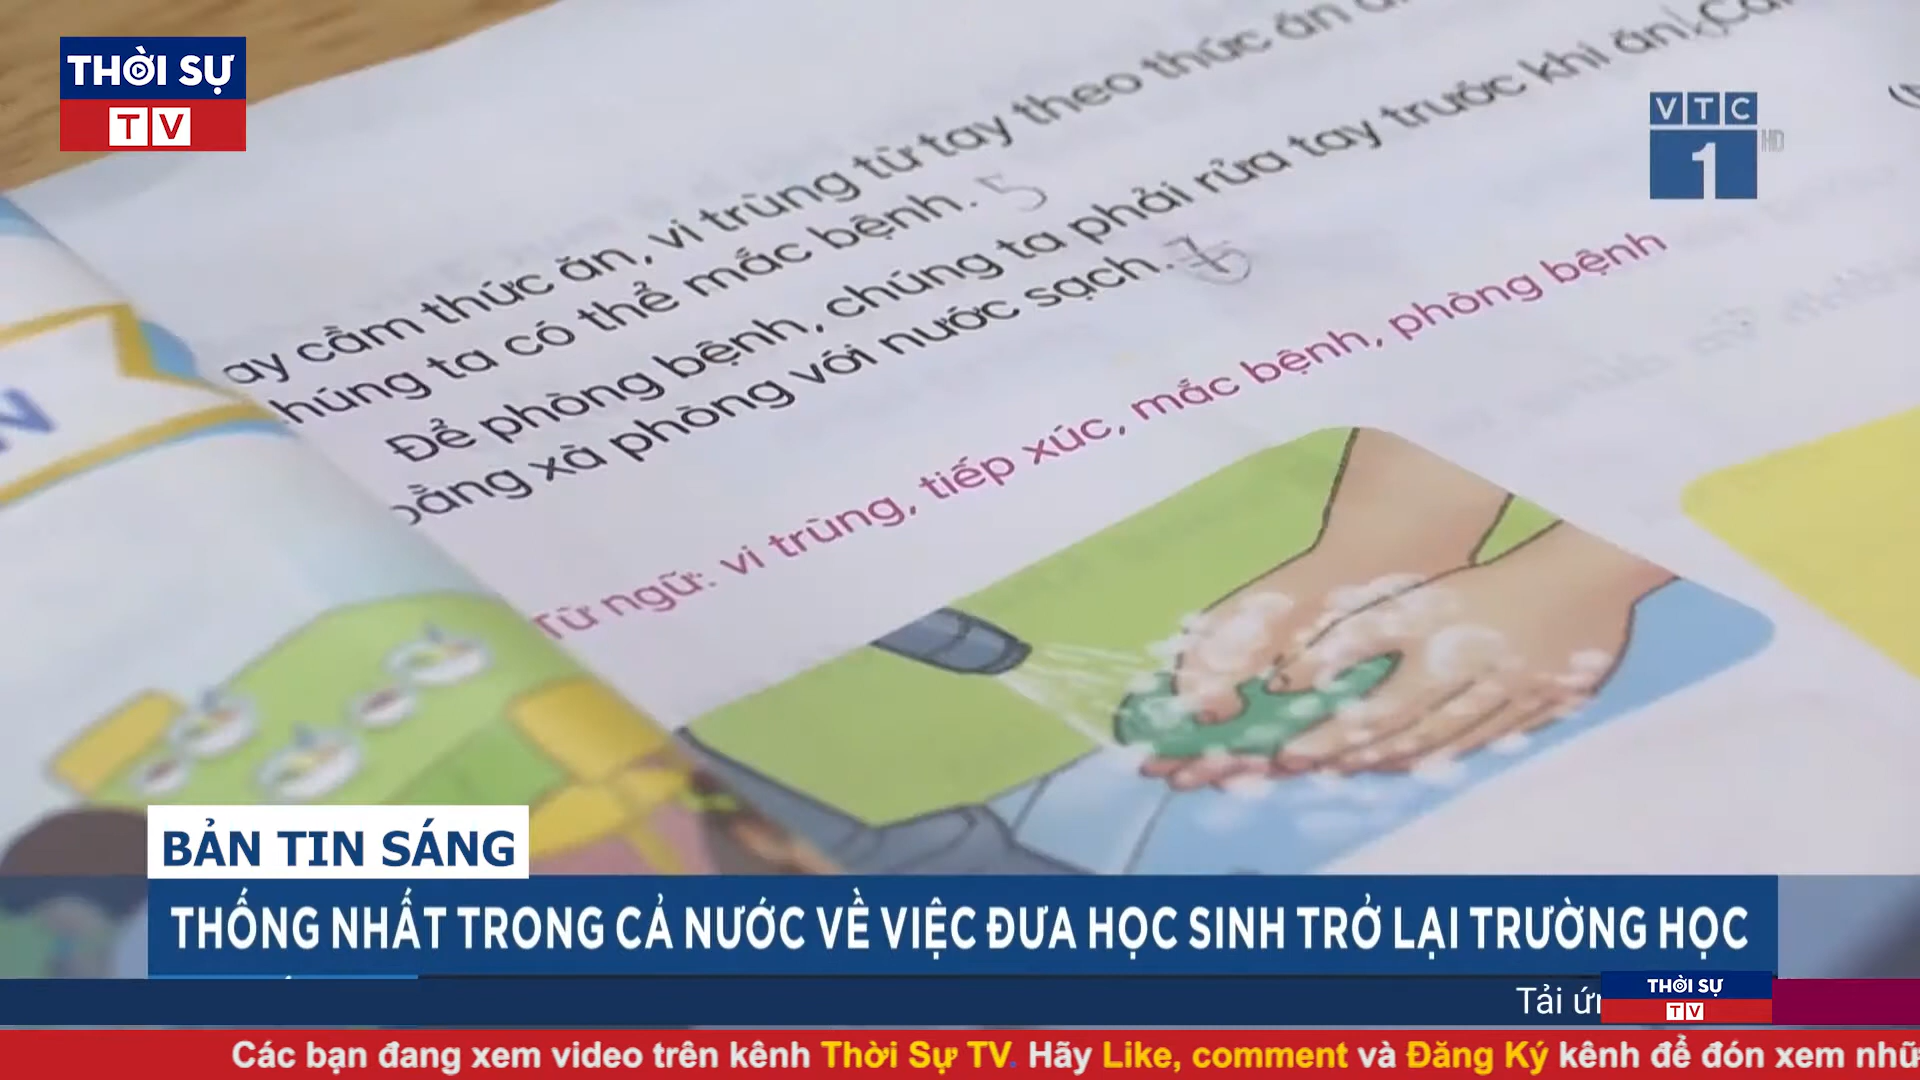 THỜI SỰ
TV
VTC
1
HD
ay cầm thức ăn, vi trùng từ tay theo thức ăn
húng ta có thể mắc bệnh. 5
Để phòng bệnh, chúng ta phải rửa tay trước khi ăn.
bằng xà phòng với nước sạch.
Từ ngữ: vi trùng, tiếp xúc, mắc bệnh, phòng bệnh
BẢN TIN SÁNG
THỐNG NHẤT TRONG CẢ NƯỚC VỀ VIỆC ĐƯA HỌC SINH TRỞ LẠI TRƯỜNG HỌC
Tải ứ
THỜI SỰ
TV
Các bạn đang xem video trên kênh Thời Sự TV. Hãy Like, comment và Đăng Ký kênh để đón xem nhữ